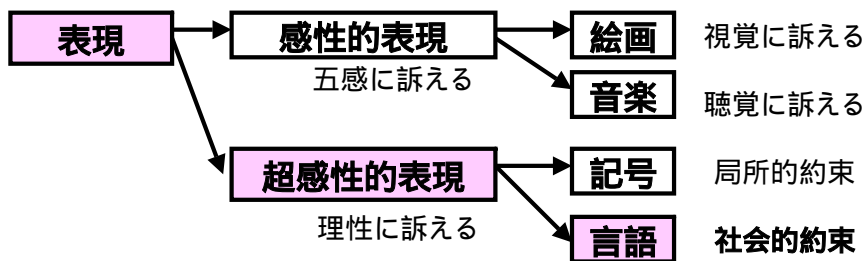 表現 感性的表現 絵画 視覚に訴える
五感に訴える
音楽 聴覚に訴える
超感性的表現 記号 局所的約束
理性に訴える
言語 社会的約束